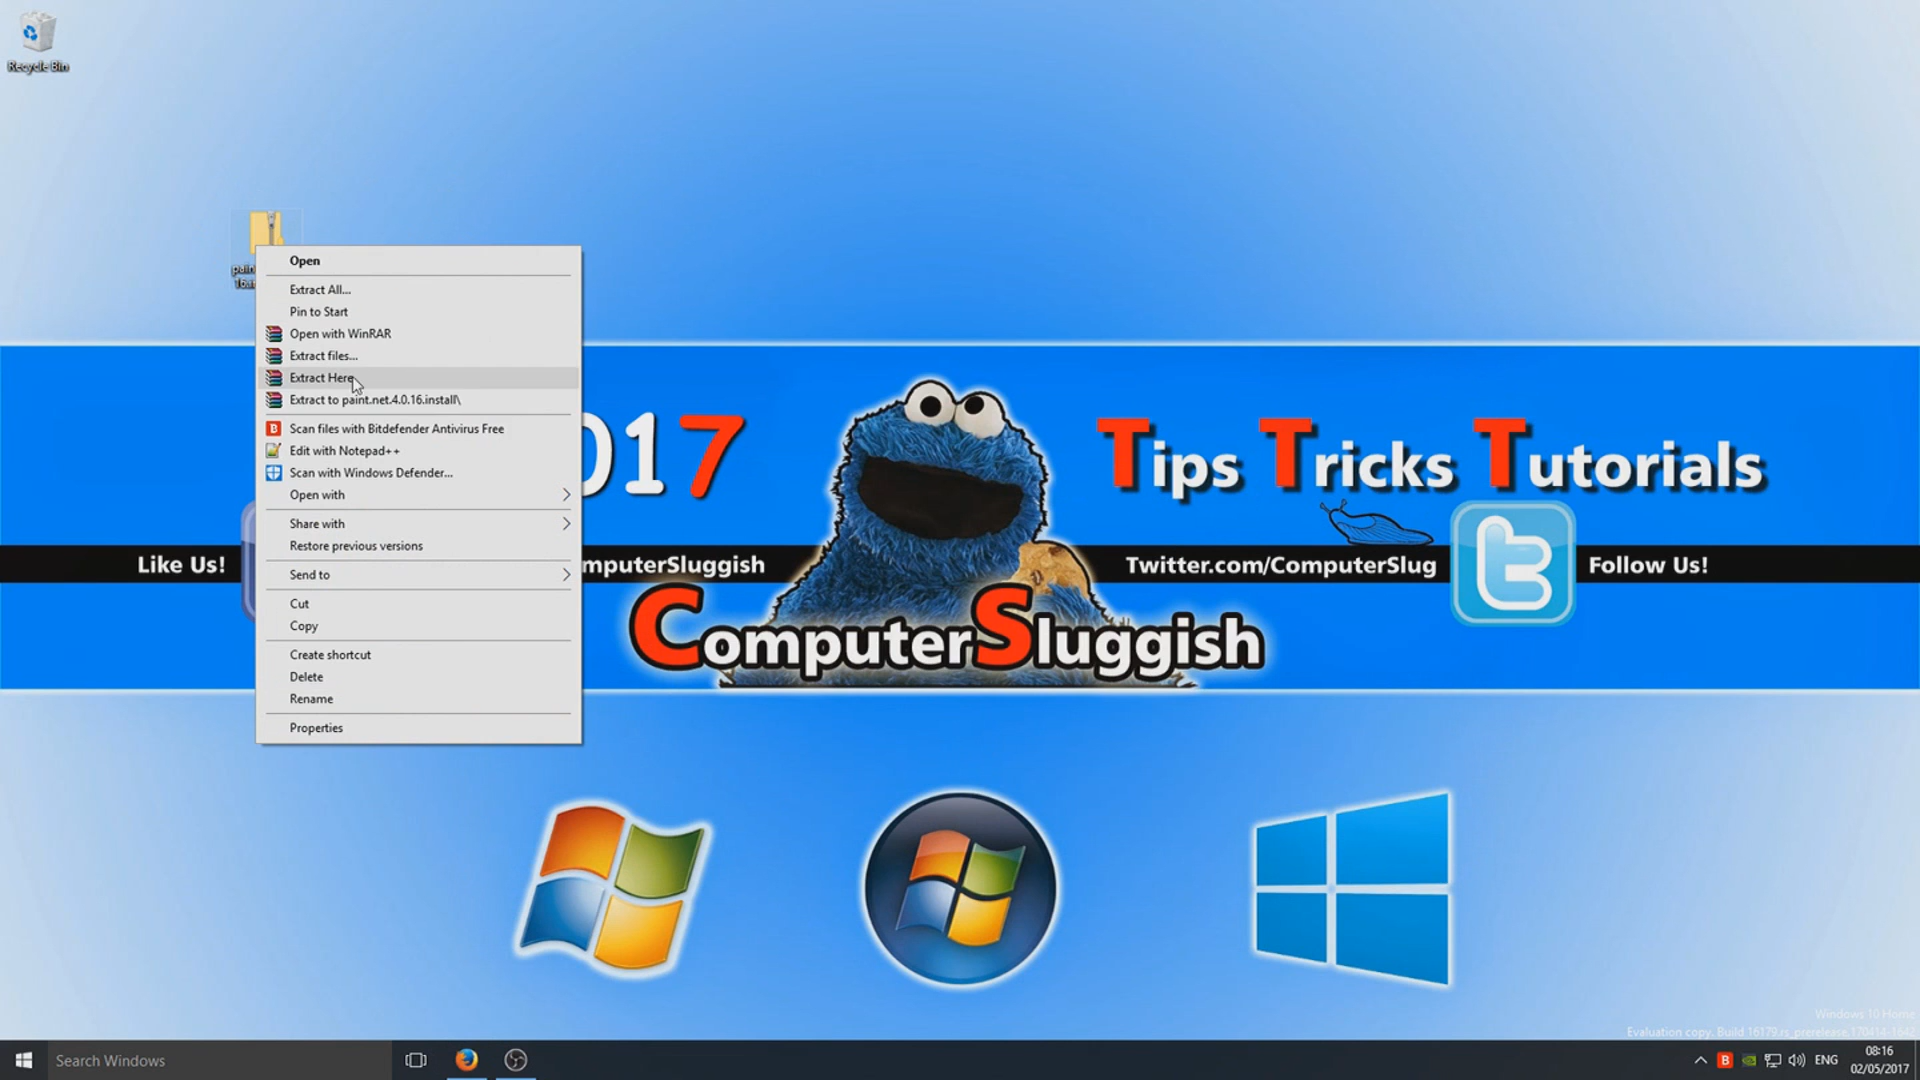 Recycle Bin
Open
Extract All...
Pin to Start
Open with WinRAR
Extract files...
Extract Here
Extract to paint.net.4.0.16.install\
Scan files with Bitdefender Antivirus Free
Edit with Notepad++
Scan with Windows Defender...
Open with
Share with
Restore previous versions
Send to
Cut
Copy
Create shortcut
Delete
Rename
Properties
017
Tips Tricks Tutorials
Like Us!
mputerSluggish
Twitter.com/ComputerSlug
Follow Us!
ComputerSluggish
Windows 10 Home
Evaluation copy. Build 16179.rs_prerelease.170414-1642
Search Windows
ENG
08:16
02/05/2017